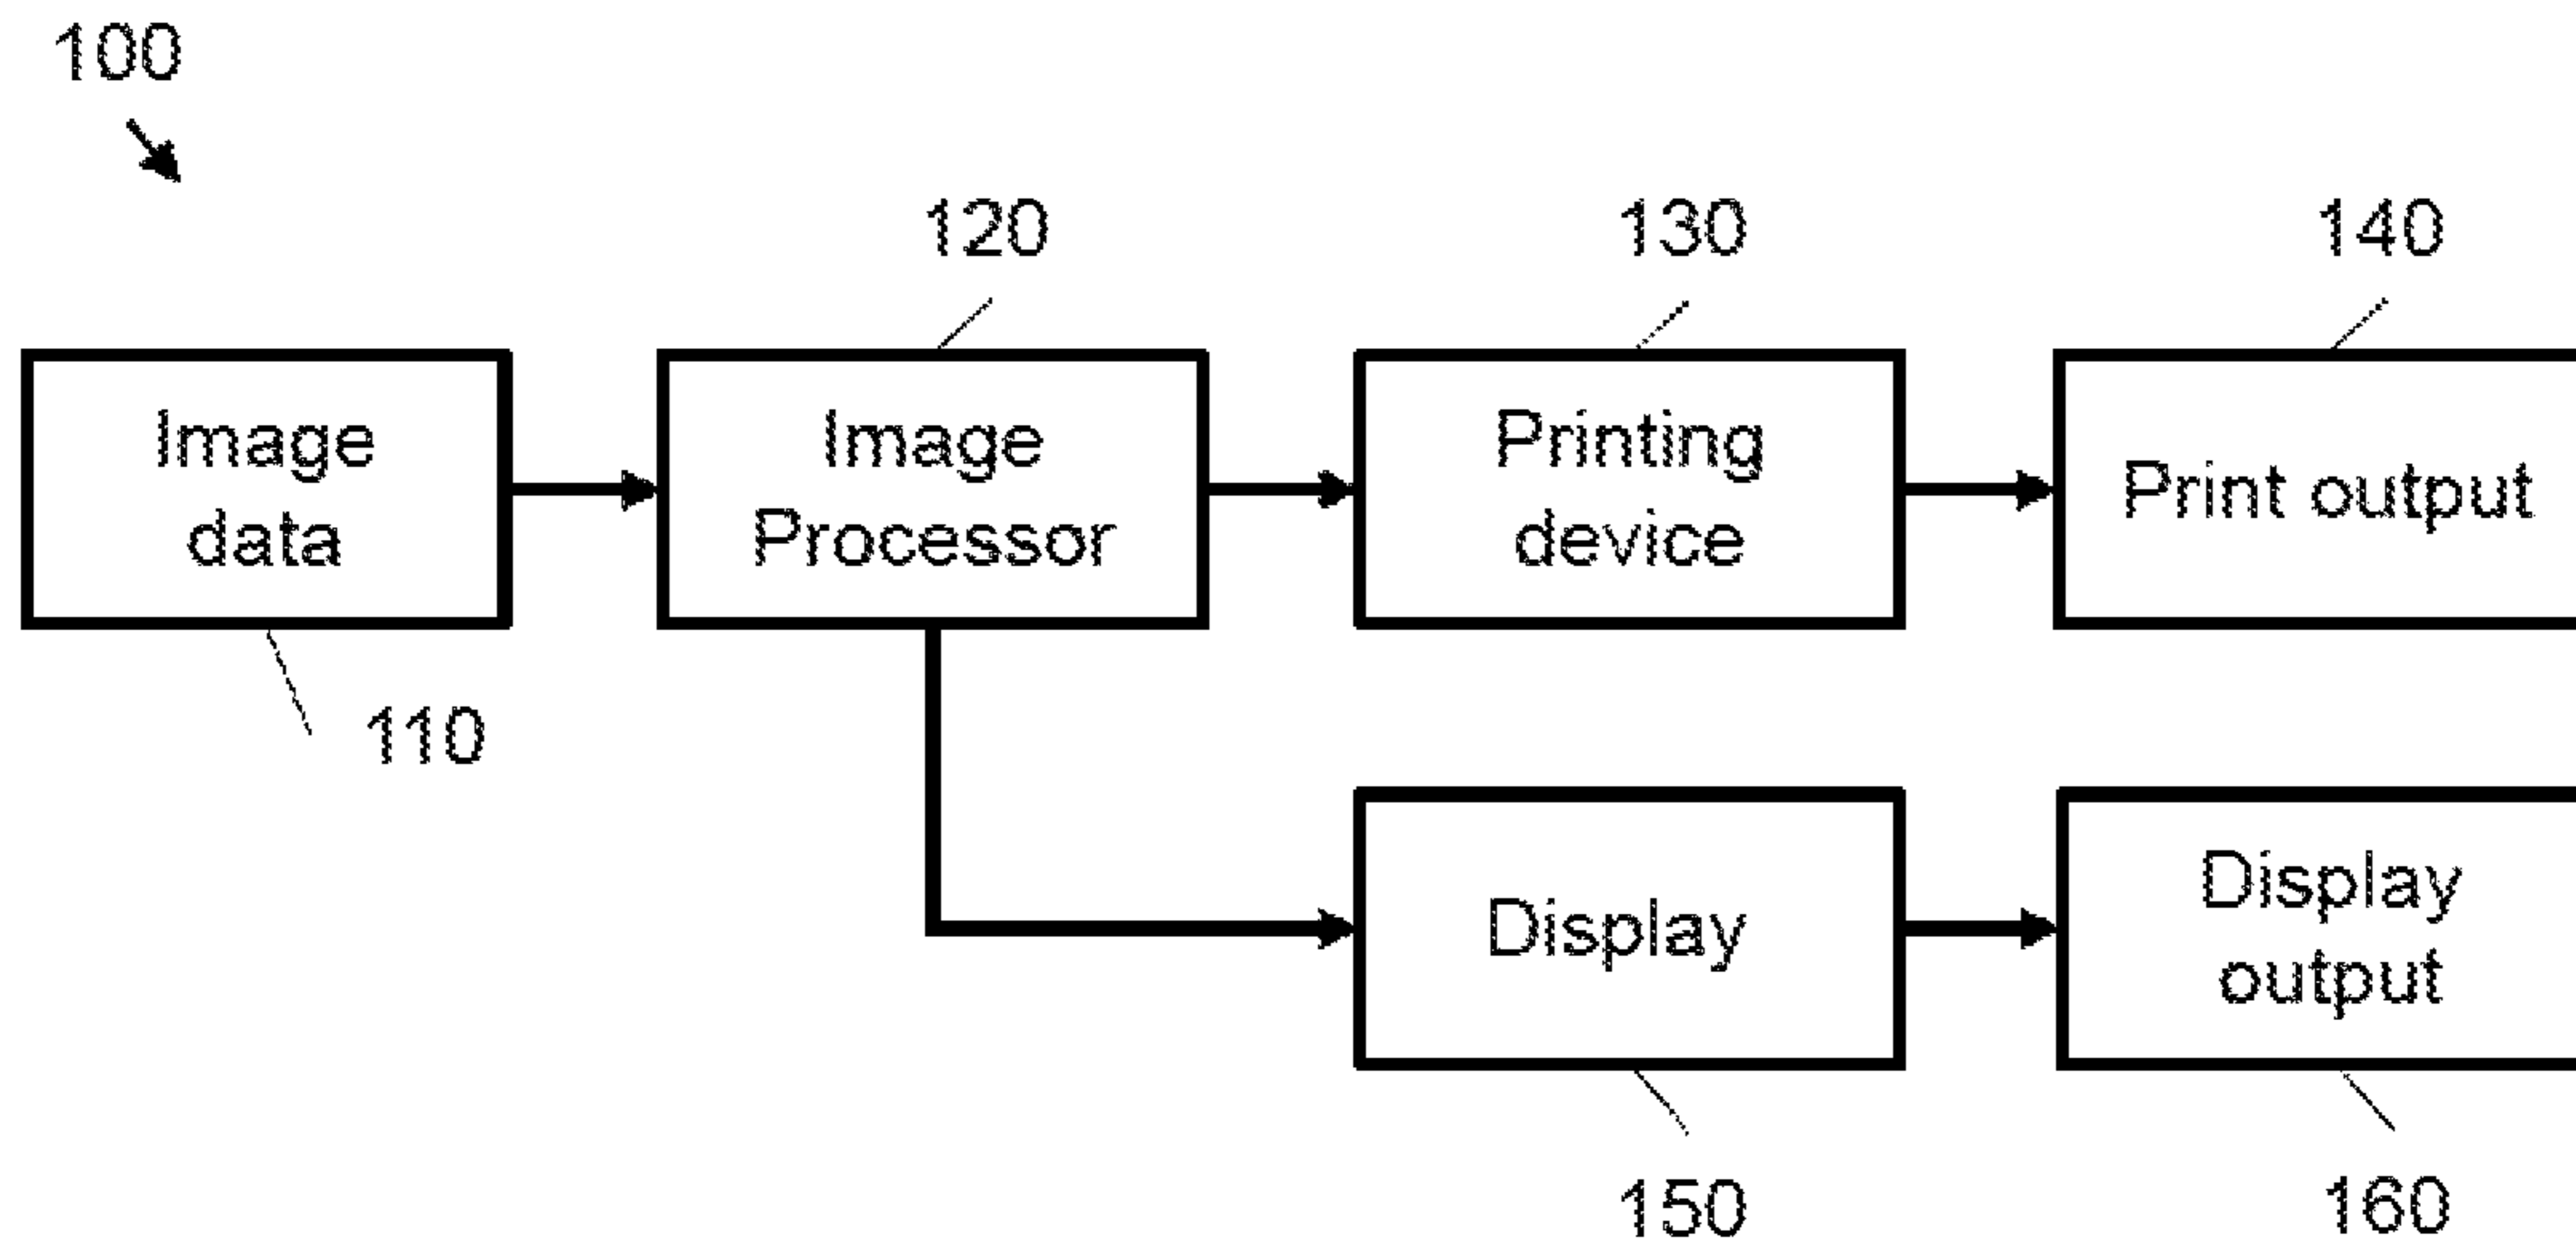 100
120
130
140
Image
data
Image
Processor
Printing
device
Print output
110
Display
Display
output
150
160